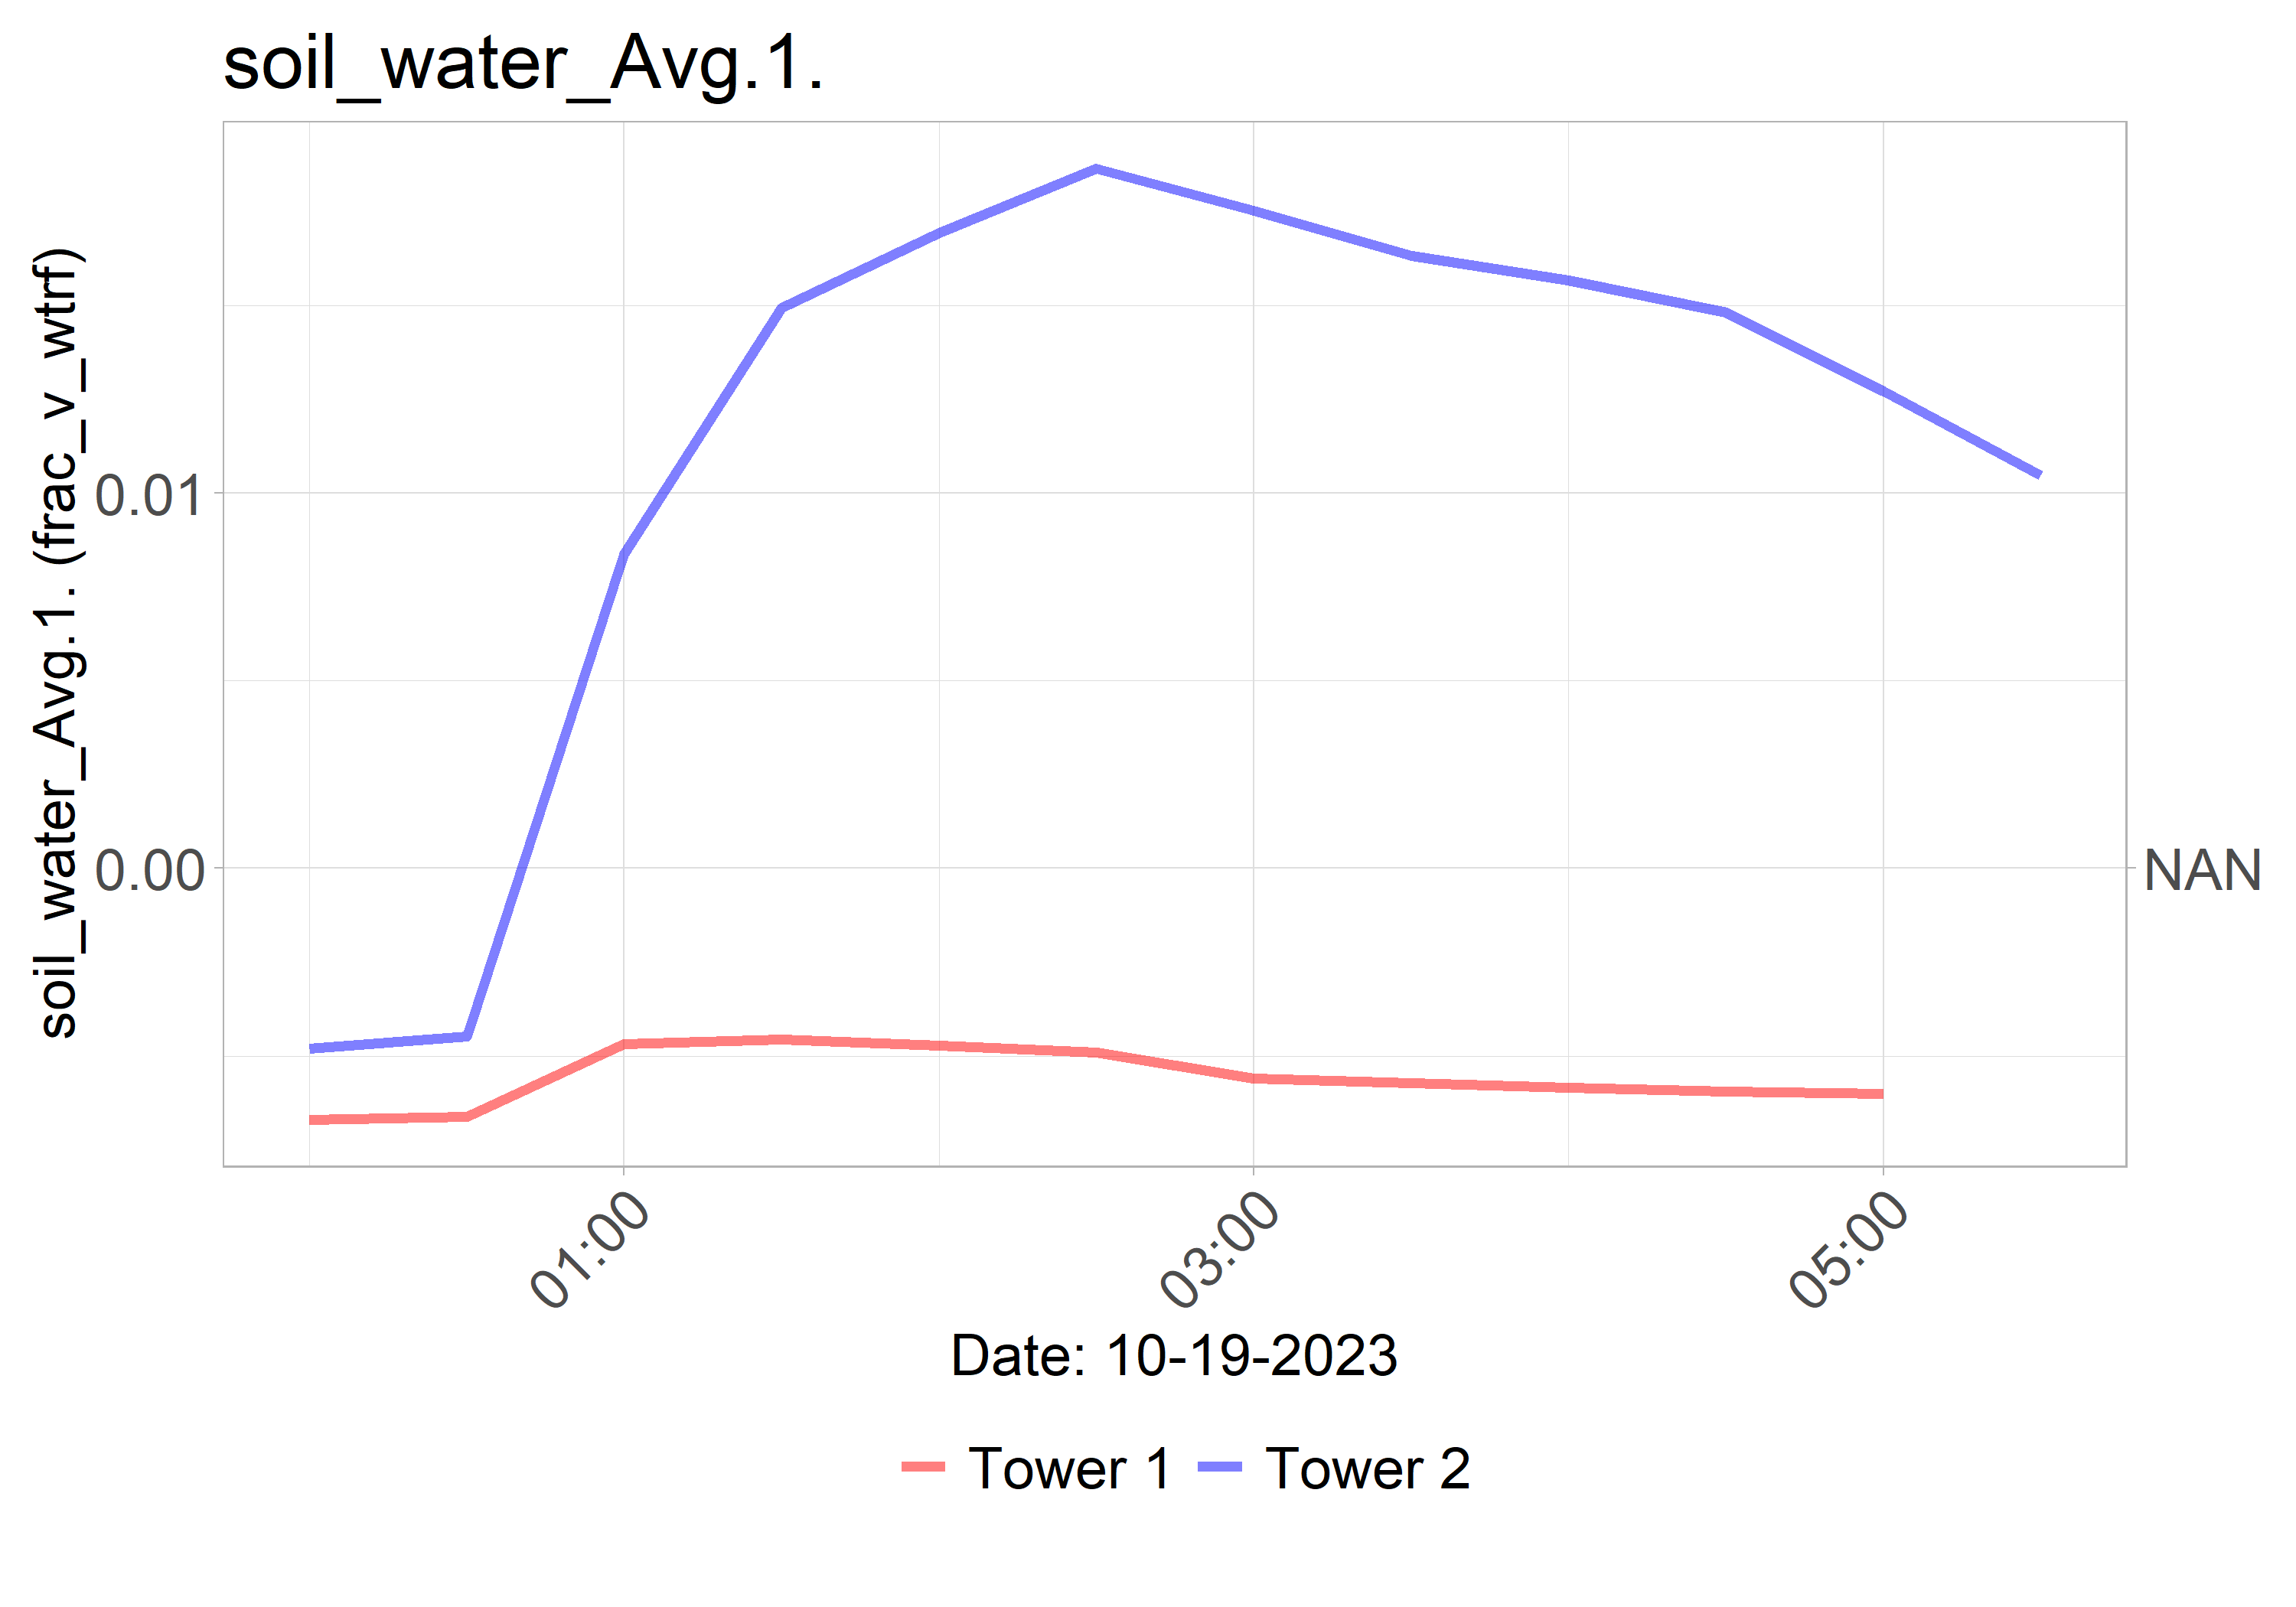 soil_water_Avg.1.
soil_water_Avg.1. (frac_v_wtrf)
0.01
0.00
NAN
01:00
03:00
05:00
Date: 10-19-2023
Tower 1
Tower 2